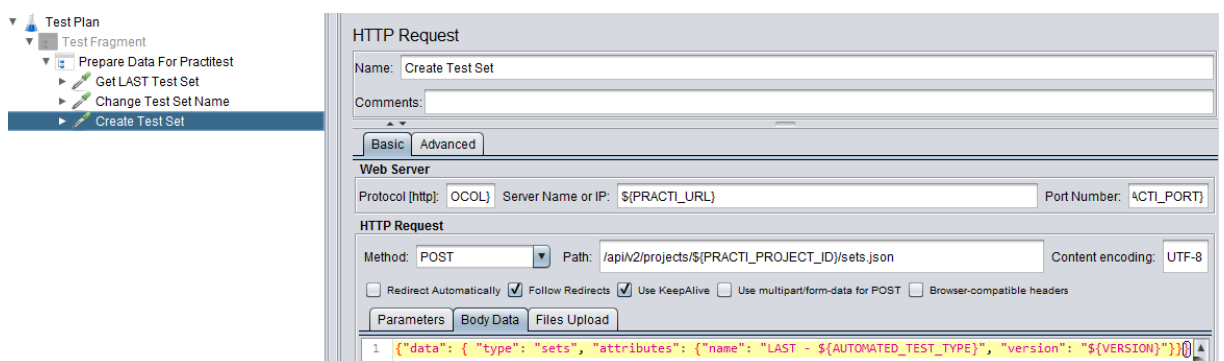 Test Plan
Test Fragment
Prepare Data For Practitest
Get LAST Test Set
Change Test Set Name
Create Test Set
HTTP Request
Name: Create Test Set
Comments:
Basic Advanced
Web Server
Protocol [http]: OCOL} Server Name or IP: ${PRACTI_URL} Port Number: ACTI_PORT}
HTTP Request
Method: POST Path: /api/v2/projects/${PRACTI_PROJECT_ID}/sets.json Content encoding: UTF-8
Redirect Automatically Follow Redirects Use KeepAlive Use multipart/form-data for POST Browser-compatible headers
Parameters Body Data Files Upload
1 {"data": { "type": "sets", "attributes": {"name": "LAST - ${AUTOMATED_TEST_TYPE}", "version": "${VERSION}"}}}